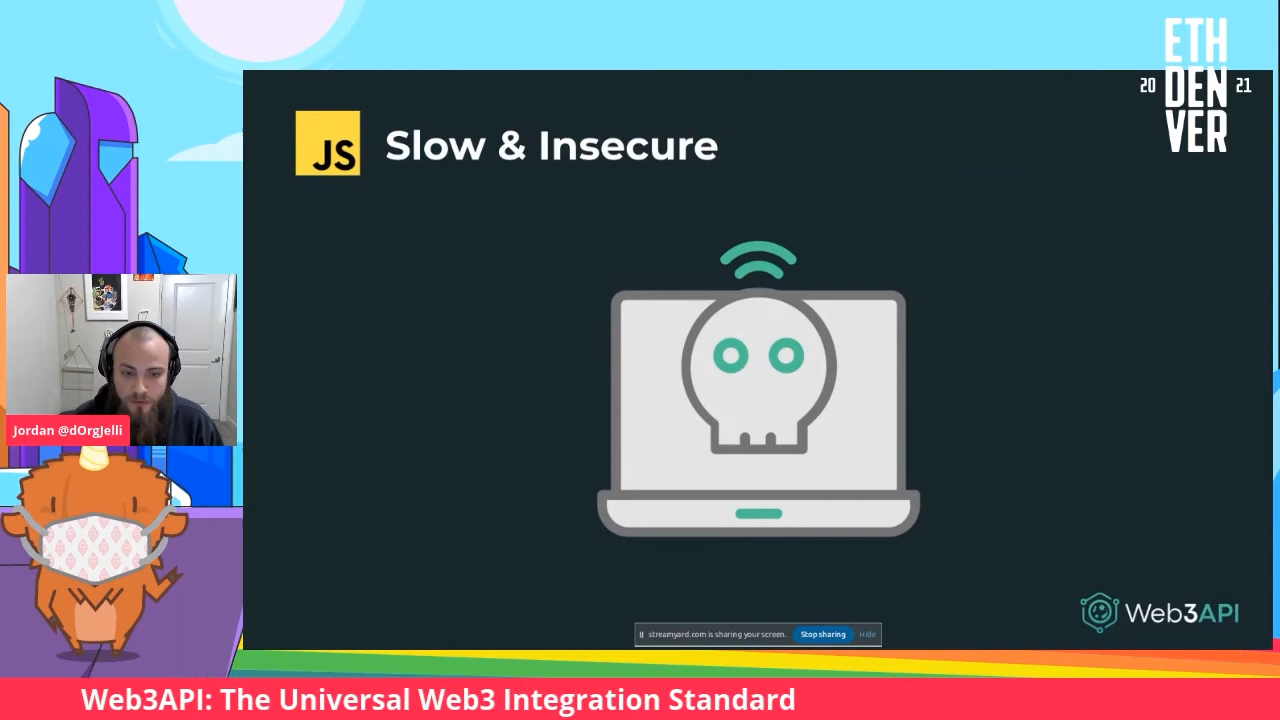 ETH
20 DEN 21
VER
JS Slow & Insecure
Jordan @dOrgJelli
Web3API
streamyard.com is sharing your screen. Stop sharing Hide
Web3API: The Universal Web3 Integration Standard